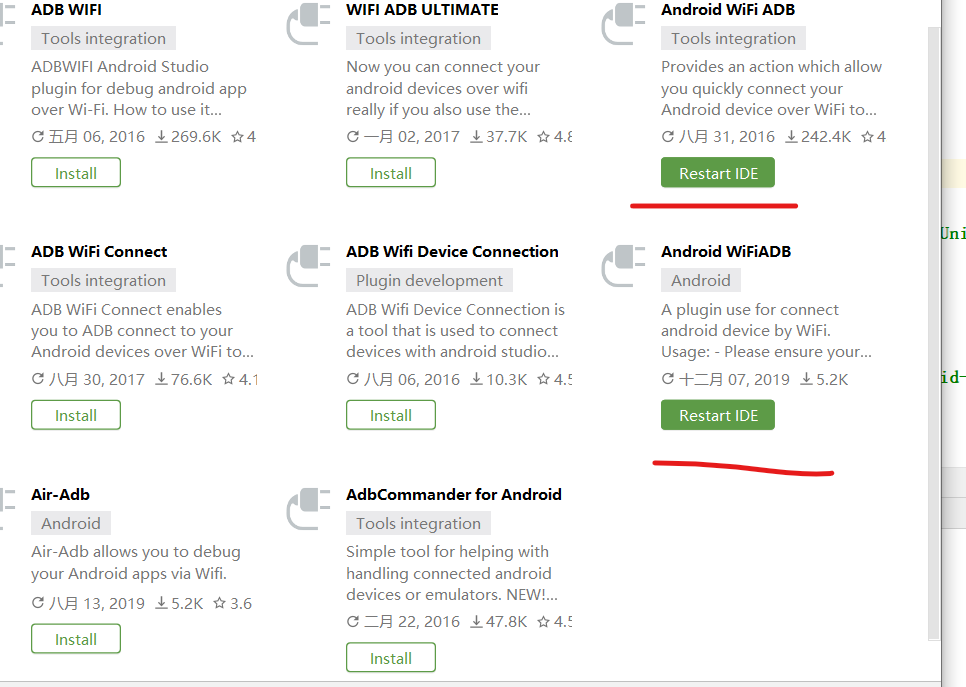 ADB WIFI
Tools integration
ADBWIFI Android Studio
plugin for debug android app
over Wi-Fi. How to use it...
五月 06, 2016 269.6K 4
Install
WIFI ADB ULTIMATE
Tools integration
Now you can connect your
android devices over wifi
really if you also use the...
一月 02, 2017 37.7K 4.8
Install
Android WiFi ADB
Tools integration
Provides an action which allow
you quickly connect your
Android device over WiFi to...
八月 31, 2016 242.4K 4
Restart IDE
ADB WiFi Connect
Tools integration
ADB WiFi Connect enables
you to ADB connect to your
Android devices over WiFi to...
八月 30, 2017 76.6K 4.1
Install
ADB Wifi Device Connection
Plugin development
ADB Wifi Device Connection is
a tool that is used to connect
devices with android studio...
八月 06, 2016 10.3K 4.5
Install
Android WiFiADB
Android
A plugin use for connect
android device by WiFi.
Usage: - Please ensure your...
十二月 07, 2019 5.2K
Restart IDE
Air-Adb
Android
Air-Adb allows you to debug
your Android apps via Wifi.
八月 13, 2019 5.2K 3.6
Install
AdbCommander for Android
Tools integration
Simple tool for helping with
handling connected android
devices or emulators. NEW!...
二月 22, 2016 47.8K 4.5
Install
Uni
id-